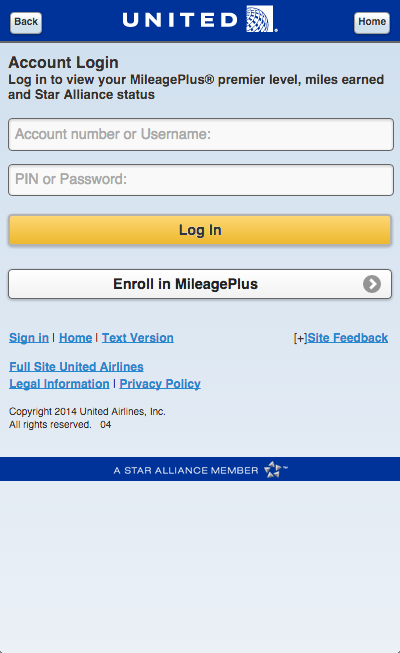 Back
UNITED
Home
Account Login
Log in to view your MileagePlus® premier level, miles earned
and Star Alliance status
Account number or Username:
PIN or Password:
Log In
Enroll in MileagePlus
Sign in | Home | Text Version
[+]Site Feedback
Full Site United Airlines
Legal Information | Privacy Policy
Copyright 2014 United Airlines, Inc.
All rights reserved. 04
A STAR ALLIANCE MEMBER ™